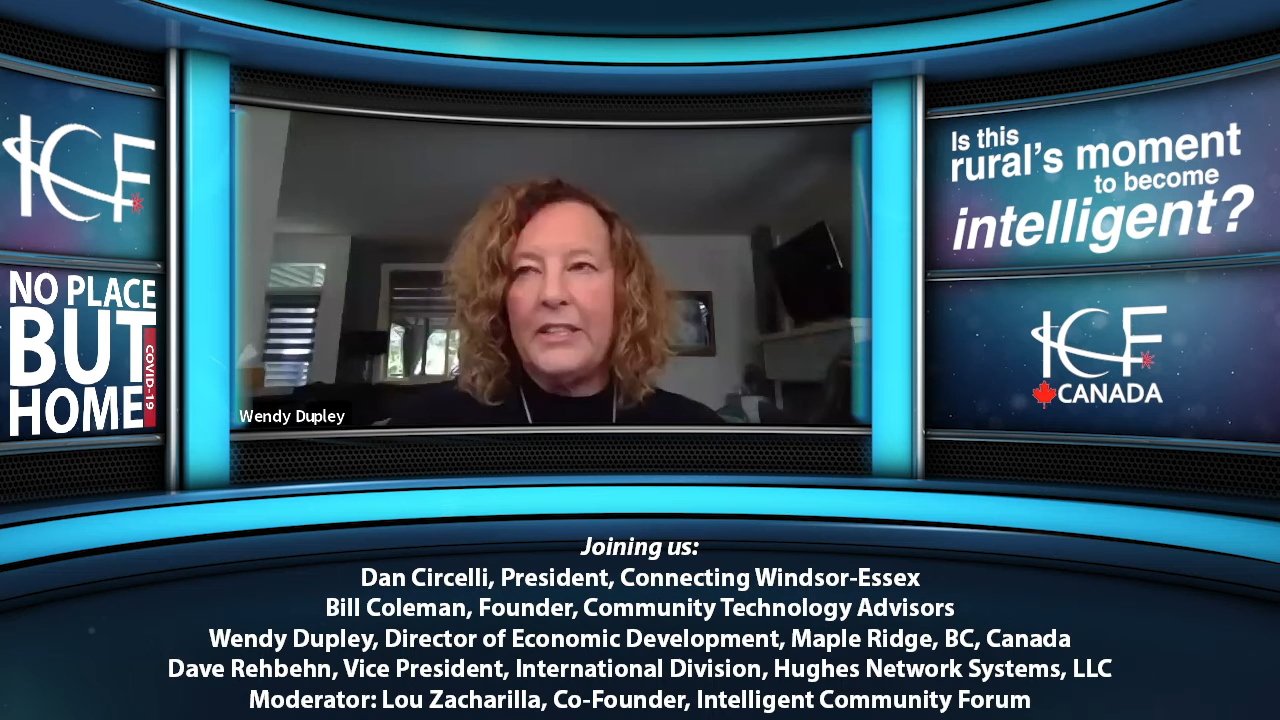 ICF
NO PLACE
BUT
HOME
COVID-19
Wendy Dupley
Is this
rural's moment
to become
intelligent?
ICF
CANADA
Joining us:
Dan Circelli, President, Connecting Windsor-Essex
Bill Coleman, Founder, Community Technology Advisors
Wendy Dupley, Director of Economic Development, Maple Ridge, BC, Canada
Dave Rehbehn, Vice President, International Division, Hughes Network Systems, LLC
Moderator: Lou Zacharilla, Co-Founder, Intelligent Community Forum